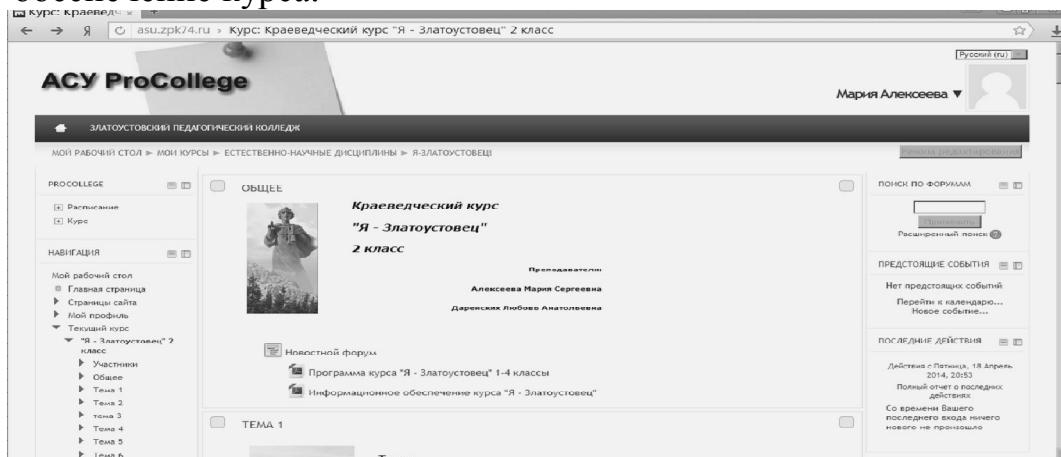 обеспечение курса.
Курс: Краеведч × +
← → Я asu.zpk74.ru › Курс: Краеведческий курс "Я - Златоустовец" 2 класс
АСУ ProCollege
Русский (ru)
Мария Алексеева ▼
ЗЛАТОУСТОВСКИЙ ПЕДАГОГИЧЕСКИЙ КОЛЛЕДЖ
МОЙ РАБОЧИЙ СТОЛ ► МОИ КУРСЫ ► ЕСТЕСТВЕННО-НАУЧНЫЕ ДИСЦИПЛИНЫ ► Я-ЗЛАТОУСТОВЕЦ!
Режим редактирования
PROCOLLEGE
Расписание
Курс
НАВИГАЦИЯ
Мой рабочий стол
Главная страница
Страницы сайта
Мой профиль
Текущий курс
"Я - Златоустовец" 2
класс
Участники
Общее
Тема 1
Тема 2
тема 3
Тема 4
Тема 5
Тема 6
ОБЩЕЕ
Краеведческий курс
"Я - Златоустовец"
2 класс
Преподаватели:
Алексеева Мария Сергеевна
Даренских Любовь Анатольевна
Новостной форум
Программа курса "Я - Златоустовец" 1-4 классы
Информационное обеспечение курса "Я - Златоустовец"
ТЕМА 1
ПОИСК ПО ФОРУМАМ
Применить
Расширенный поиск
ПРЕДСТОЯЩИЕ СОБЫТИЯ
Нет предстоящих событий
Перейти к календарю...
Новое событие...
ПОСЛЕДНИЕ ДЕЙСТВИЯ
Действия с Пятница, 18 Апрель
2014, 20:53
Полный отчет о последних
действиях
Со времени Вашего
последнего входа ничего
нового не произошло